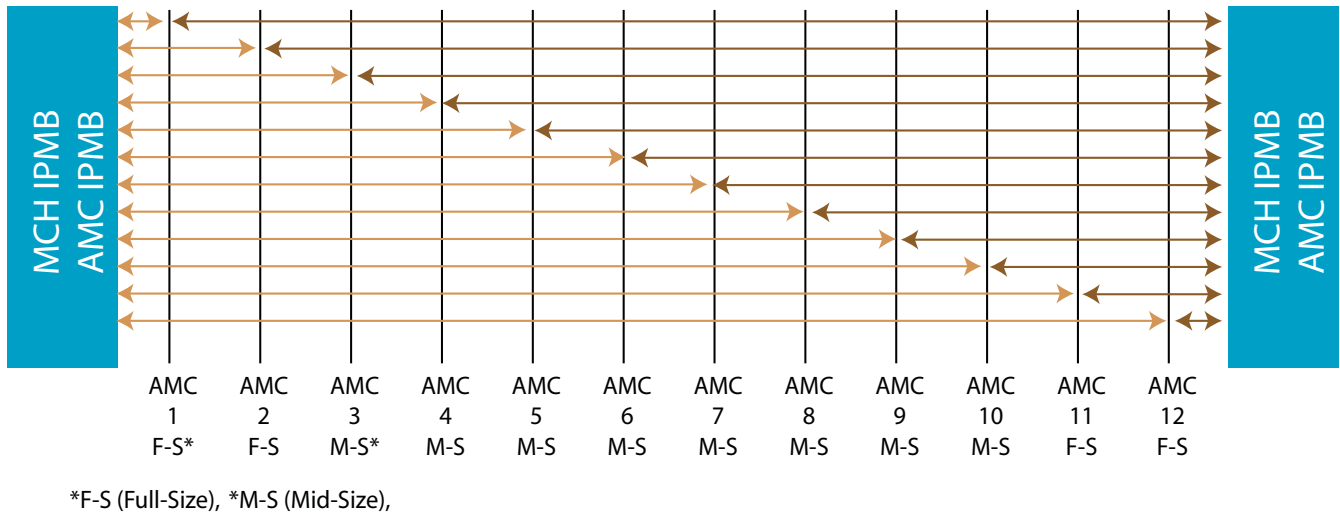 MCH IPMB
AMC IPMB
MCH IPMB
AMC IPMB
AMC AMC AMC AMC AMC AMC AMC AMC AMC AMC AMC AMC
1 2 3 4 5 6 7 8 9 10 11 12
F-S* F-S M-S* M-S M-S M-S M-S M-S M-S M-S F-S F-S
*F-S (Full-Size), *M-S (Mid-Size),